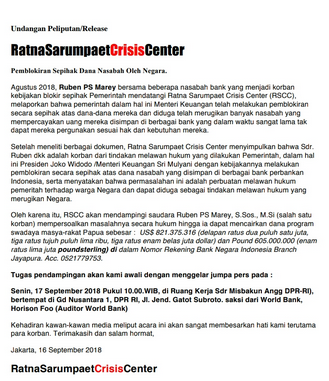 Undangan Peliputan/Release
RatnaSarumpaetCrisisCenter
Pemblokiran Sepihak Dana Nasabah Oleh Negara.
Agustus 2018, Ruben PS Marey bersama beberapa nasabah bank yang menjadi korban
kebijakan blokir sepihak Pemerintah mendatangi Ratna Sarumpaet Crisis Center (RSCC),
melaporkan bahwa pemerintah dalam hal ini Menteri Keuangan telah melakukan pemblokiran
secara sepihak atas dana-dana mereka dan diduga telah merugikan banyak nasabah yang
mempercayakan uang mereka disimpan di berbagai bank yang dalam waktu sangat lama tak
dapat mereka pergunakan sesuai hak dan kebutuhan mereka.
Setelah meneliti berbagai dokumen, Ratna Sarumpaet Crisis Center menyimpulkan bahwa Sdr.
Ruben dkk adalah korban dari tindakan melawan hukum yang dilakukan Pemerintah, dalam hal
ini Presiden Joko Widodo /Menteri Keuangan Sri Mulyani dengan kebijakannya melakukan
pemblokiran secara sepihak atas dana nasabah yang disimpan di berbagai bank perbankan
Indonesia, serta menyatakan bahwa permasalahan ini adalah perbuatan melawan hukum
pemeritah terhadap warga Negara dan dapat diduga sebagai tindakan melawan hukum yang
merugikan Negara.
Oleh karena itu, RSCC akan mendampingi saudara Ruben PS Marey, S.Sos., M.Si (salah satu
korban) mempersoalkan masalahnya secara hukum hingga ia dapat mencairkan dana program
swadaya masya-rakat Papua sebesar : US$ 821.375.316 (delapan ratus dua puluh satu juta,
tiga ratus tujuh puluh lima ribu, tiga ratus enam belas juta dollar) dan Pound 605.000.000 (enam
ratus lima juta poundsterling) di dalam Nomor Rekening Bank Negara Indonesia Branch
Jayapura. Acc. 0521779753.
Tugas pendampingan akan kami awali dengan menggelar jumpa pers pada :
Senin, 17 September 2018 Pukul 10.00.WIB, di Ruang Kerja Sdr Misbakun Angg DPR-RI),
bertempat di Gd Nusantara 1, DPR RI, Jl. Jend. Gatot Subroto. saksi dari World Bank,
Horison Foo (Auditor World Bank)
Kehadiran kawan-kawan media meliput acara ini akan sangat membesarkan hati kami terutama
para korban. Terimakasih dan salam hormat,
Jakarta, 16 September 2018
RatnaSarumpaetCrisisCenter